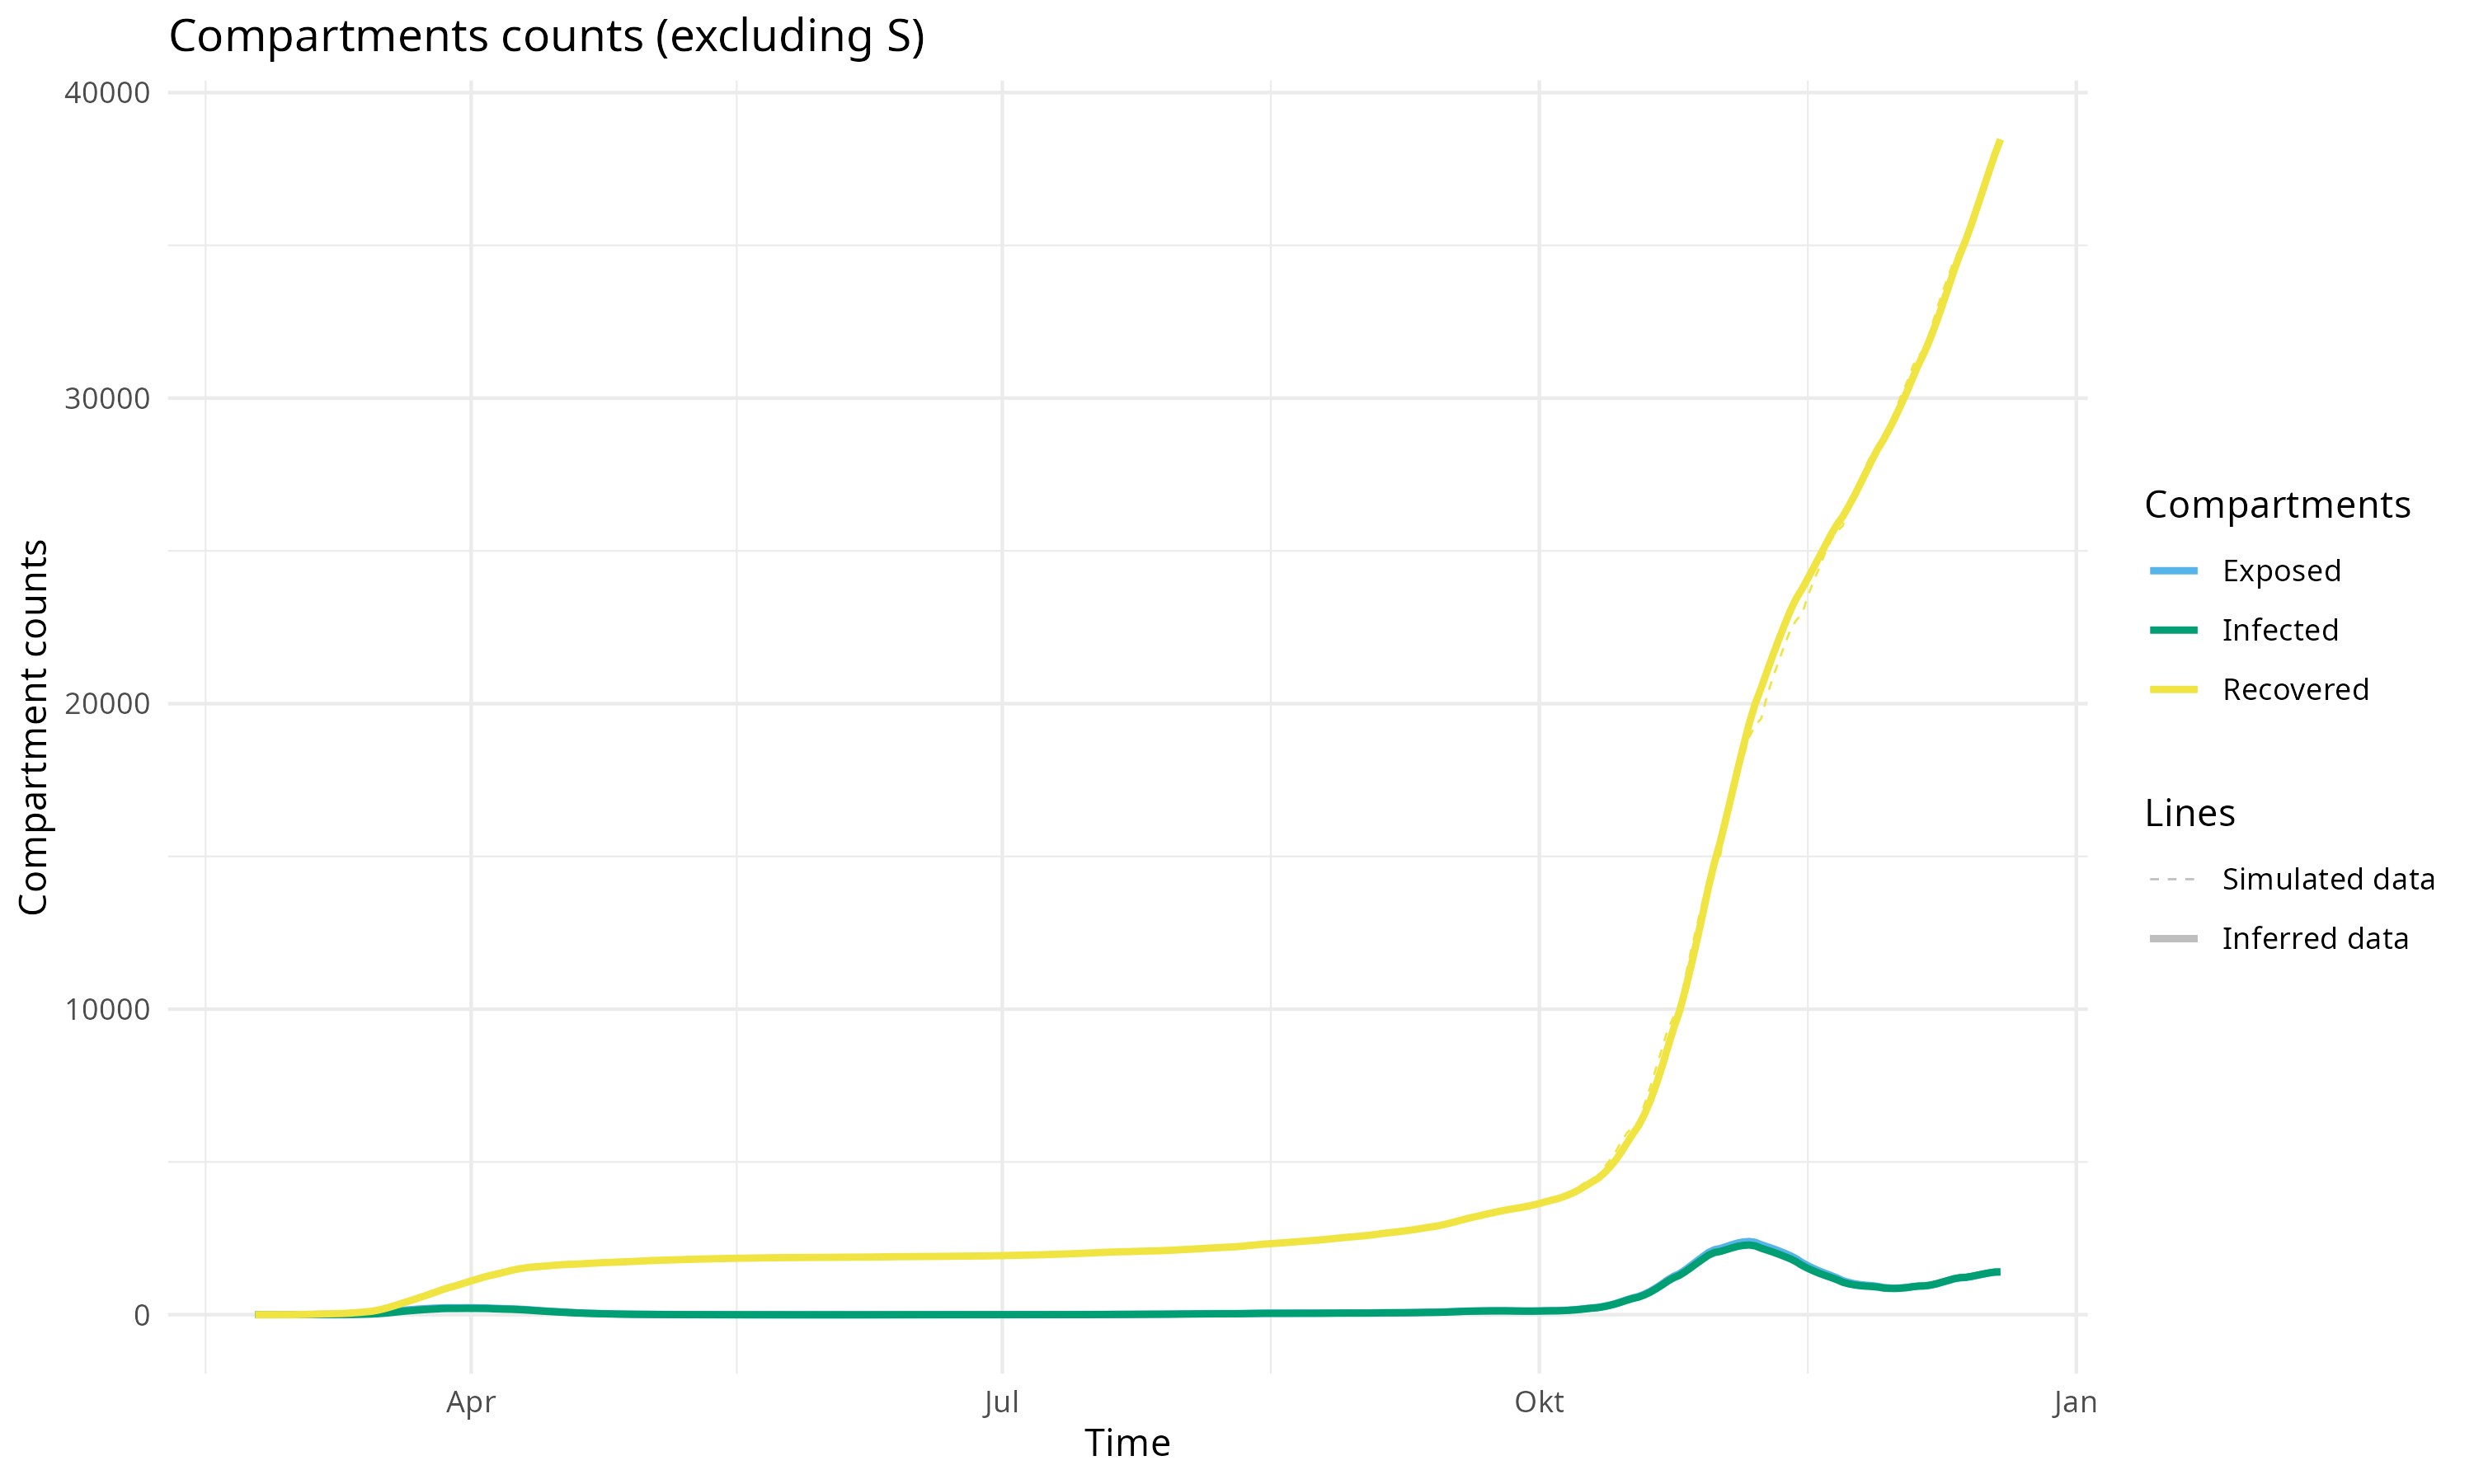 Compartments counts (excluding S)
40000
30000
20000
10000
0
Compartment counts
Apr
Jul
Okt
Jan
Time
Compartments
Exposed
Infected
Recovered
Lines
Simulated data
Inferred data